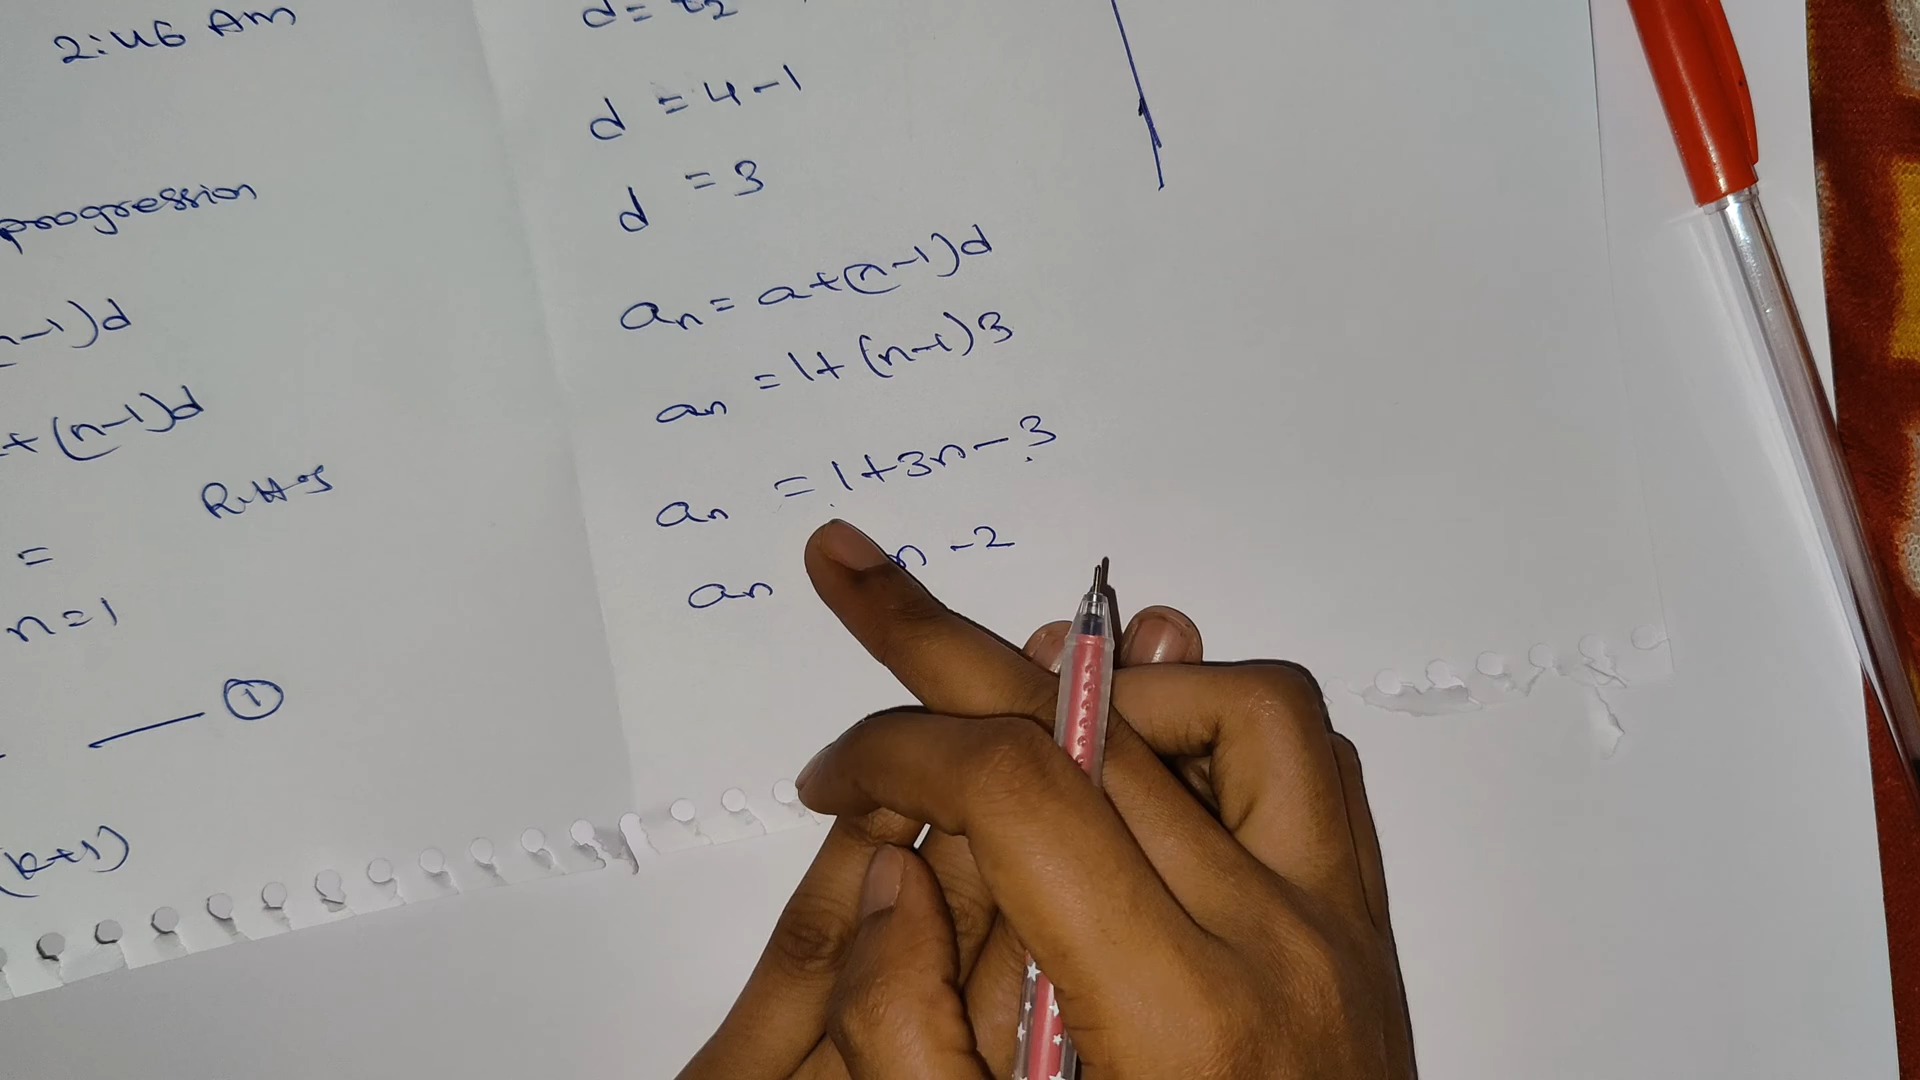 2:46 Am
progression
n-1)d
+ (n-1)d
R.H.S
=
n=1
①
(k+1)
d = t2
d = 4-1
d = 3
an = a+(n-1)d
an = 1+(n-1)3
an = 1+3n-3
an n-2